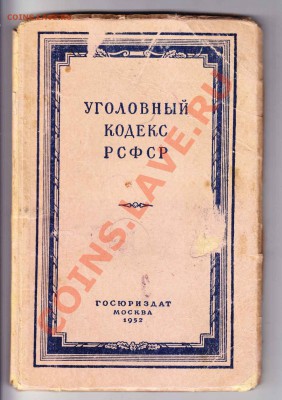 COINS.LAVE.RU
УГОЛОВНЫЙ
КОДЕКС
РСФСР
ГОСЮРИЗДАТ
МОСКВА
1952
COINS.LAVE.RU